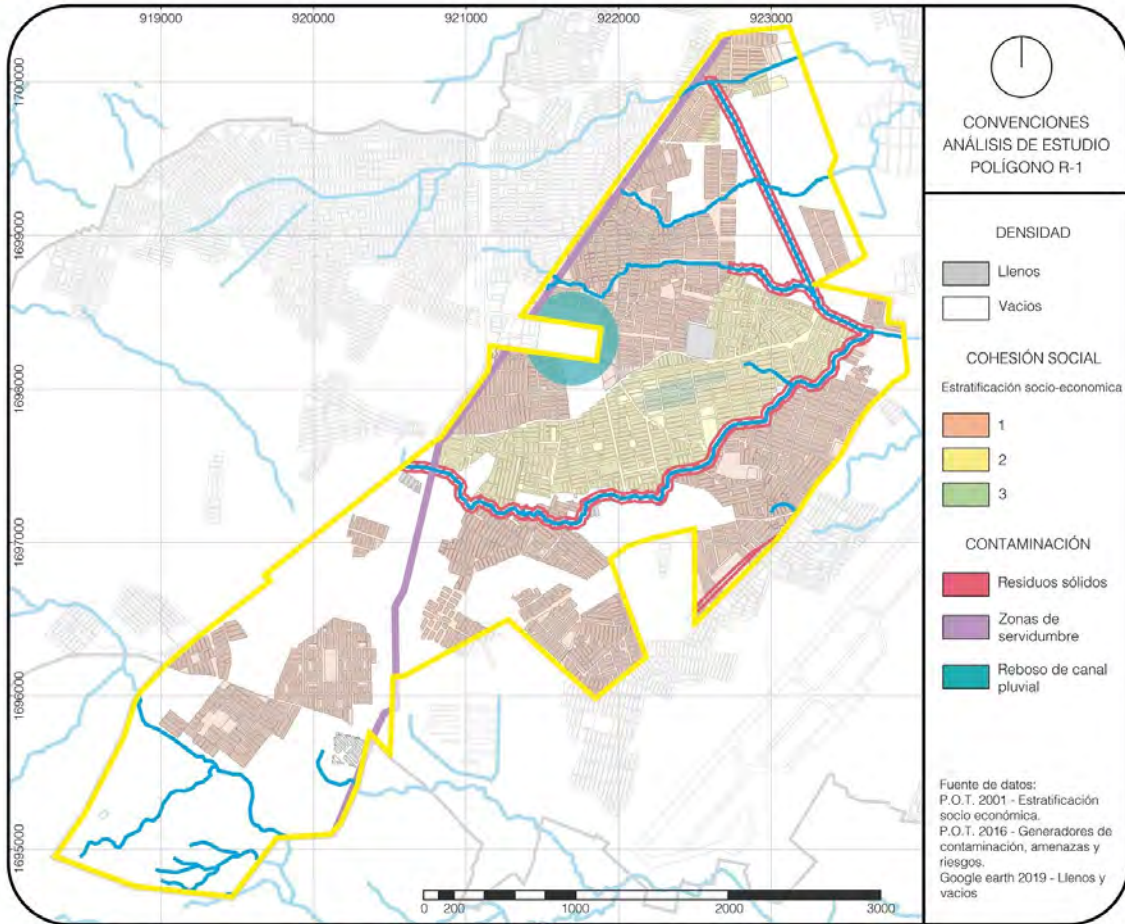 919000 920000 921000 922000 923000
1700000
1699000
1698000
1697000
1696000
1695000
0 200 1000 2000 3000
CONVENCIONES
ANÁLISIS DE ESTUDIO
POLÍGONO R-1
DENSIDAD
Llenos
Vacios
COHESIÓN SOCIAL
Estratificación socio-economica
1
2
3
CONTAMINACIÓN
Residuos sólidos
Zonas de
servidumbre
Reboso de canal
pluvial
Fuente de datos:
P.O.T. 2001 - Estratificación
socio económica.
P.O.T. 2016 - Generadores de
contaminación, amenazas y
riesgos.
Google earth 2019 - Llenos y
vacios